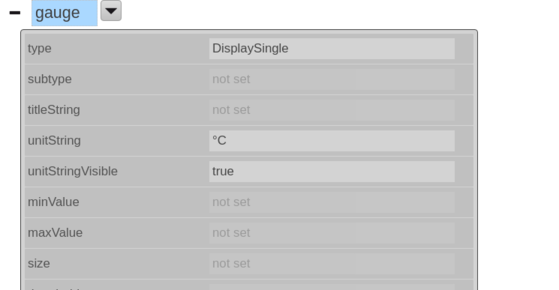 gauge
type DisplaySingle
subtype not set
titleString not set
unitString °C
unitStringVisible true
minValue not set
maxValue not set
size not set